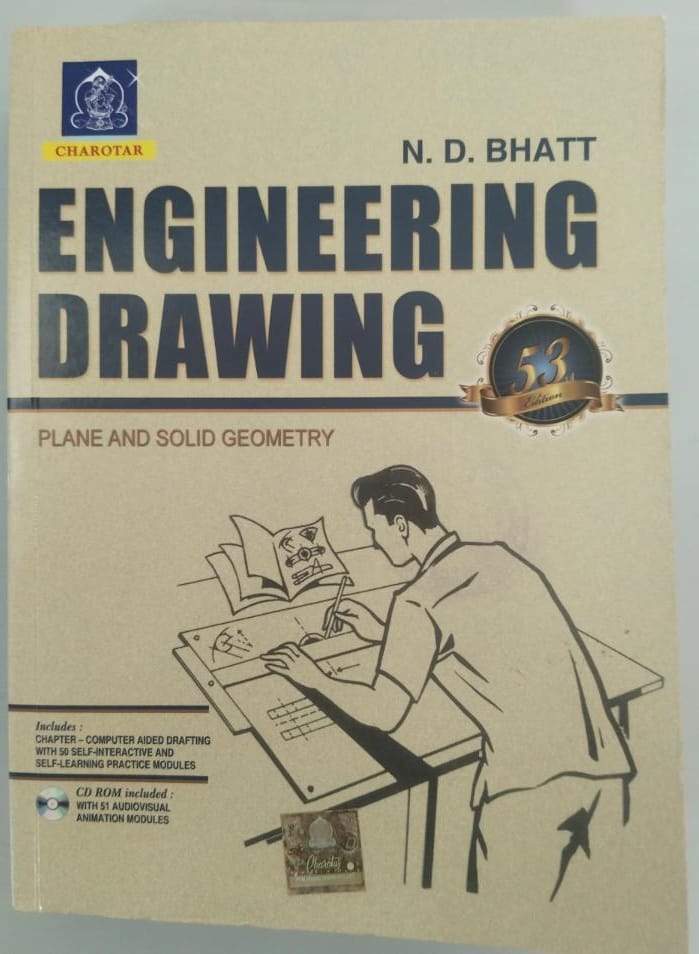 CHAROTAR
N. D. BHATT
ENGINEERING
DRAWING
53
Edition
PLANE AND SOLID GEOMETRY
Includes :
CHAPTER – COMPUTER AIDED DRAFTING
WITH 50 SELF-INTERACTIVE AND
SELF-LEARNING PRACTICE MODULES
CD ROM included :
WITH 51 AUDIOVISUAL
ANIMATION MODULES
Charotar